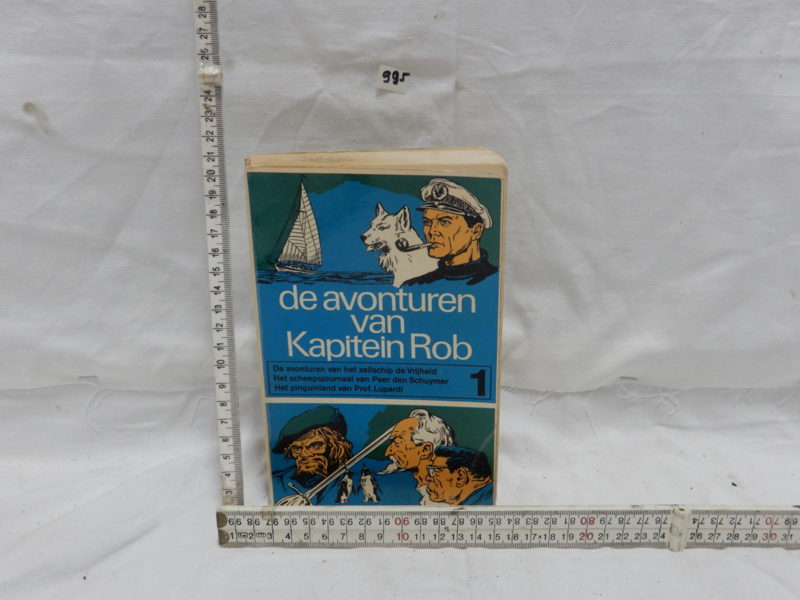 995
de avonturen
van
Kapitein Rob
De avonturen van het zeilschip de Vrijheid
Het scheepsjournaal van Peer den Schuymer
Het pinguinland van Prof. Lupardi
1